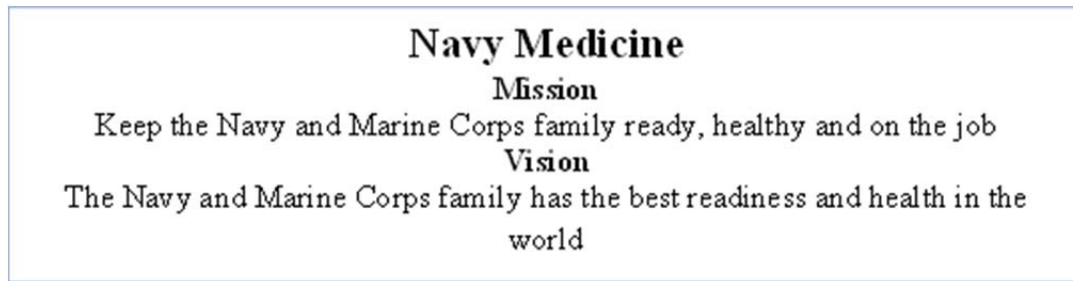 Navy Medicine
Mission
Keep the Navy and Marine Corps family ready, healthy and on the job
Vision
The Navy and Marine Corps family has the best readiness and health in the
world